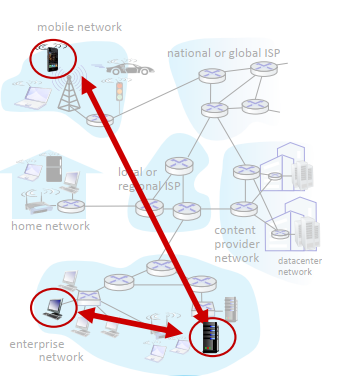 mobile network
national or global ISP
local or
regional ISP
home network
content
provider
network
datacenter
network
enterprise
network